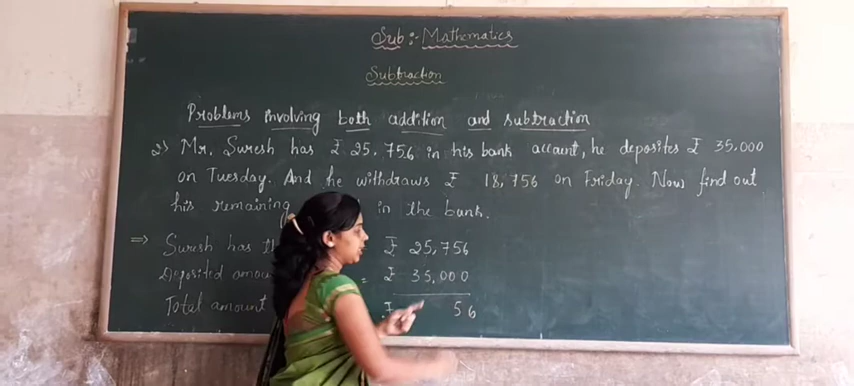 Sub :- Mathematics
Subtraction
Problems involving both addition and subtraction
2) Mr. Suresh has ₹ 25,756 in his bank account, he deposites ₹ 35,000
on Tuesday. And he withdraws ₹ 18,756 on Friday. Now find out
his remaining in the bank.
⇒ Suresh has ₹ 25,756
Deposited = ₹ 35,000
Total amount ₹ 56